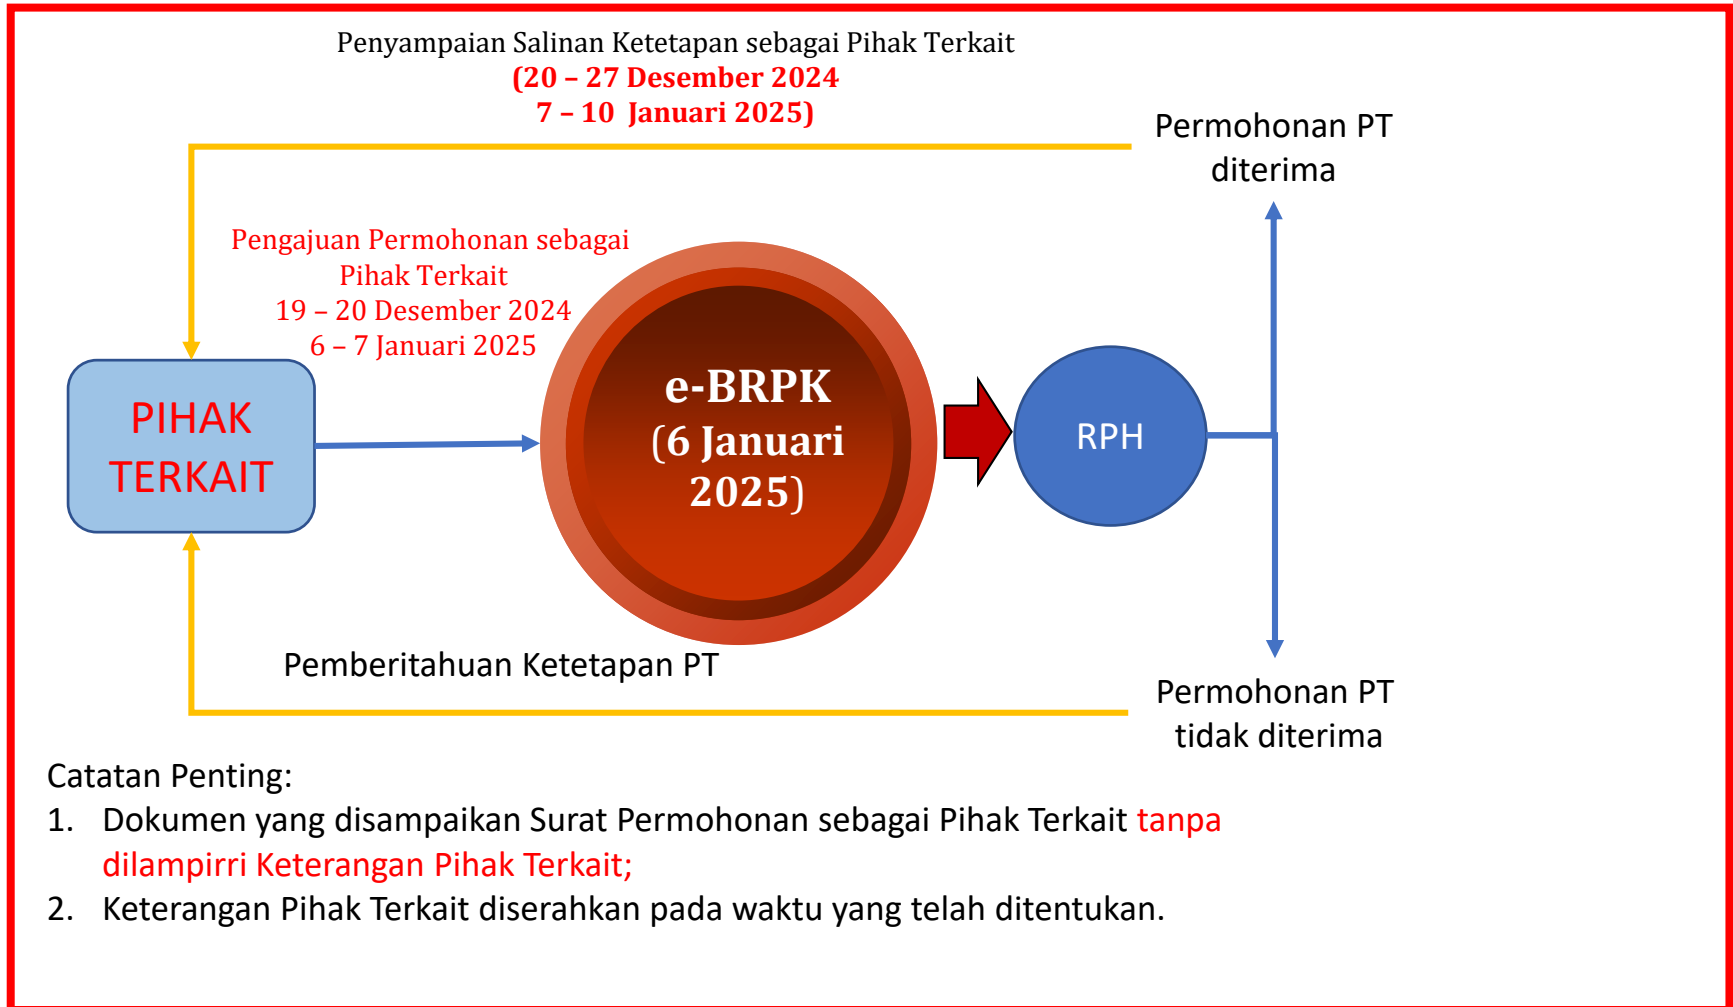 Penyampaian Salinan Ketetapan sebagai Pihak Terkait
(20 – 27 Desember 2024
7 – 10 Januari 2025)
Permohonan PT
diterima
Pengajuan Permohonan sebagai
Pihak Terkait
19 – 20 Desember 2024
6 – 7 Januari 2025
PIHAK
TERKAIT
e-BRPK
(6 Januari
2025)
RPH
Pemberitahuan Ketetapan PT
Permohonan PT
tidak diterima
Catatan Penting:
1. Dokumen yang disampaikan Surat Permohonan sebagai Pihak Terkait tanpa
dilampirri Keterangan Pihak Terkait;
2. Keterangan Pihak Terkait diserahkan pada waktu yang telah ditentukan.